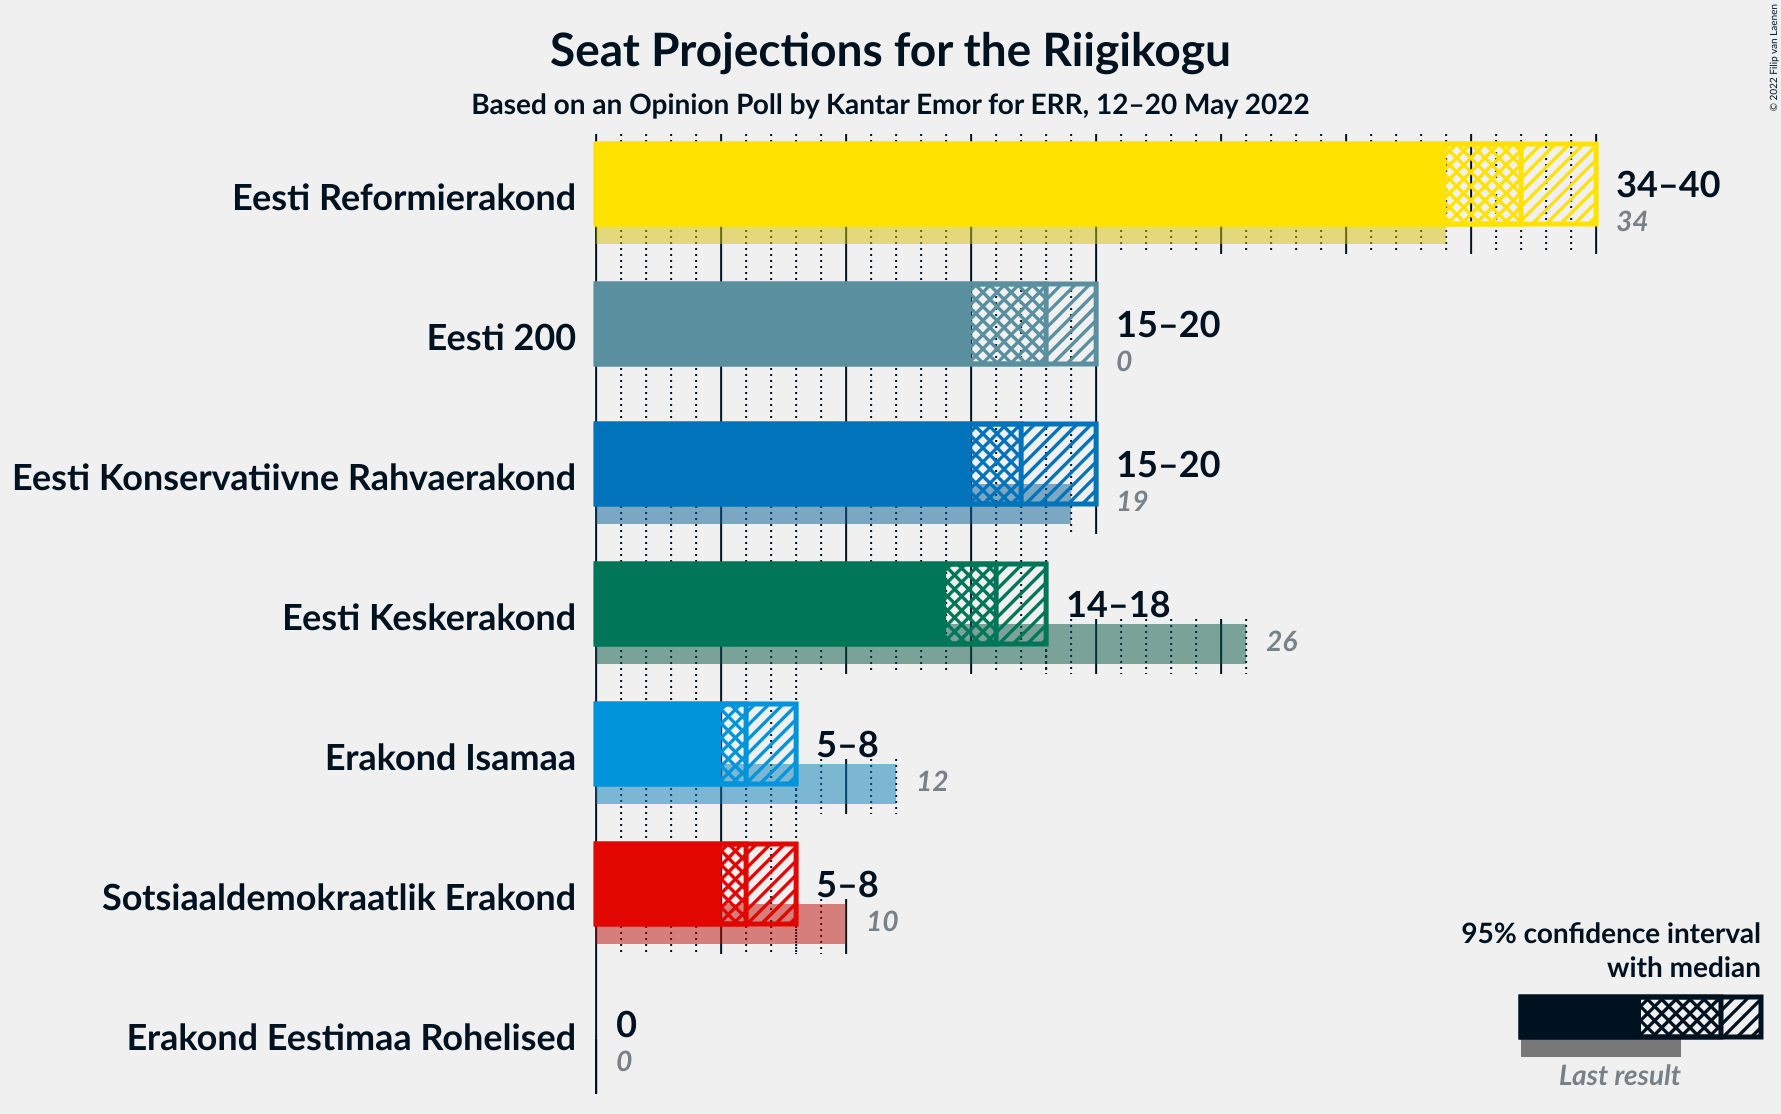 Seat Projections for the Riigikogu
Based on an Opinion Poll by Kantar Emor for ERR, 12–20 May 2022
© 2022 Filip van Laenen
Eesti Reformierakond
34–40
34
Eesti 200
15–20
0
Eesti Konservatiivne Rahvaerakond
15–20
19
Eesti Keskerakond
14–18
26
Erakond Isamaa
5–8
12
Sotsiaaldemokraatlik Erakond
5–8
10
Erakond Eestimaa Rohelised
0
0
95% confidence interval
with median
Last result